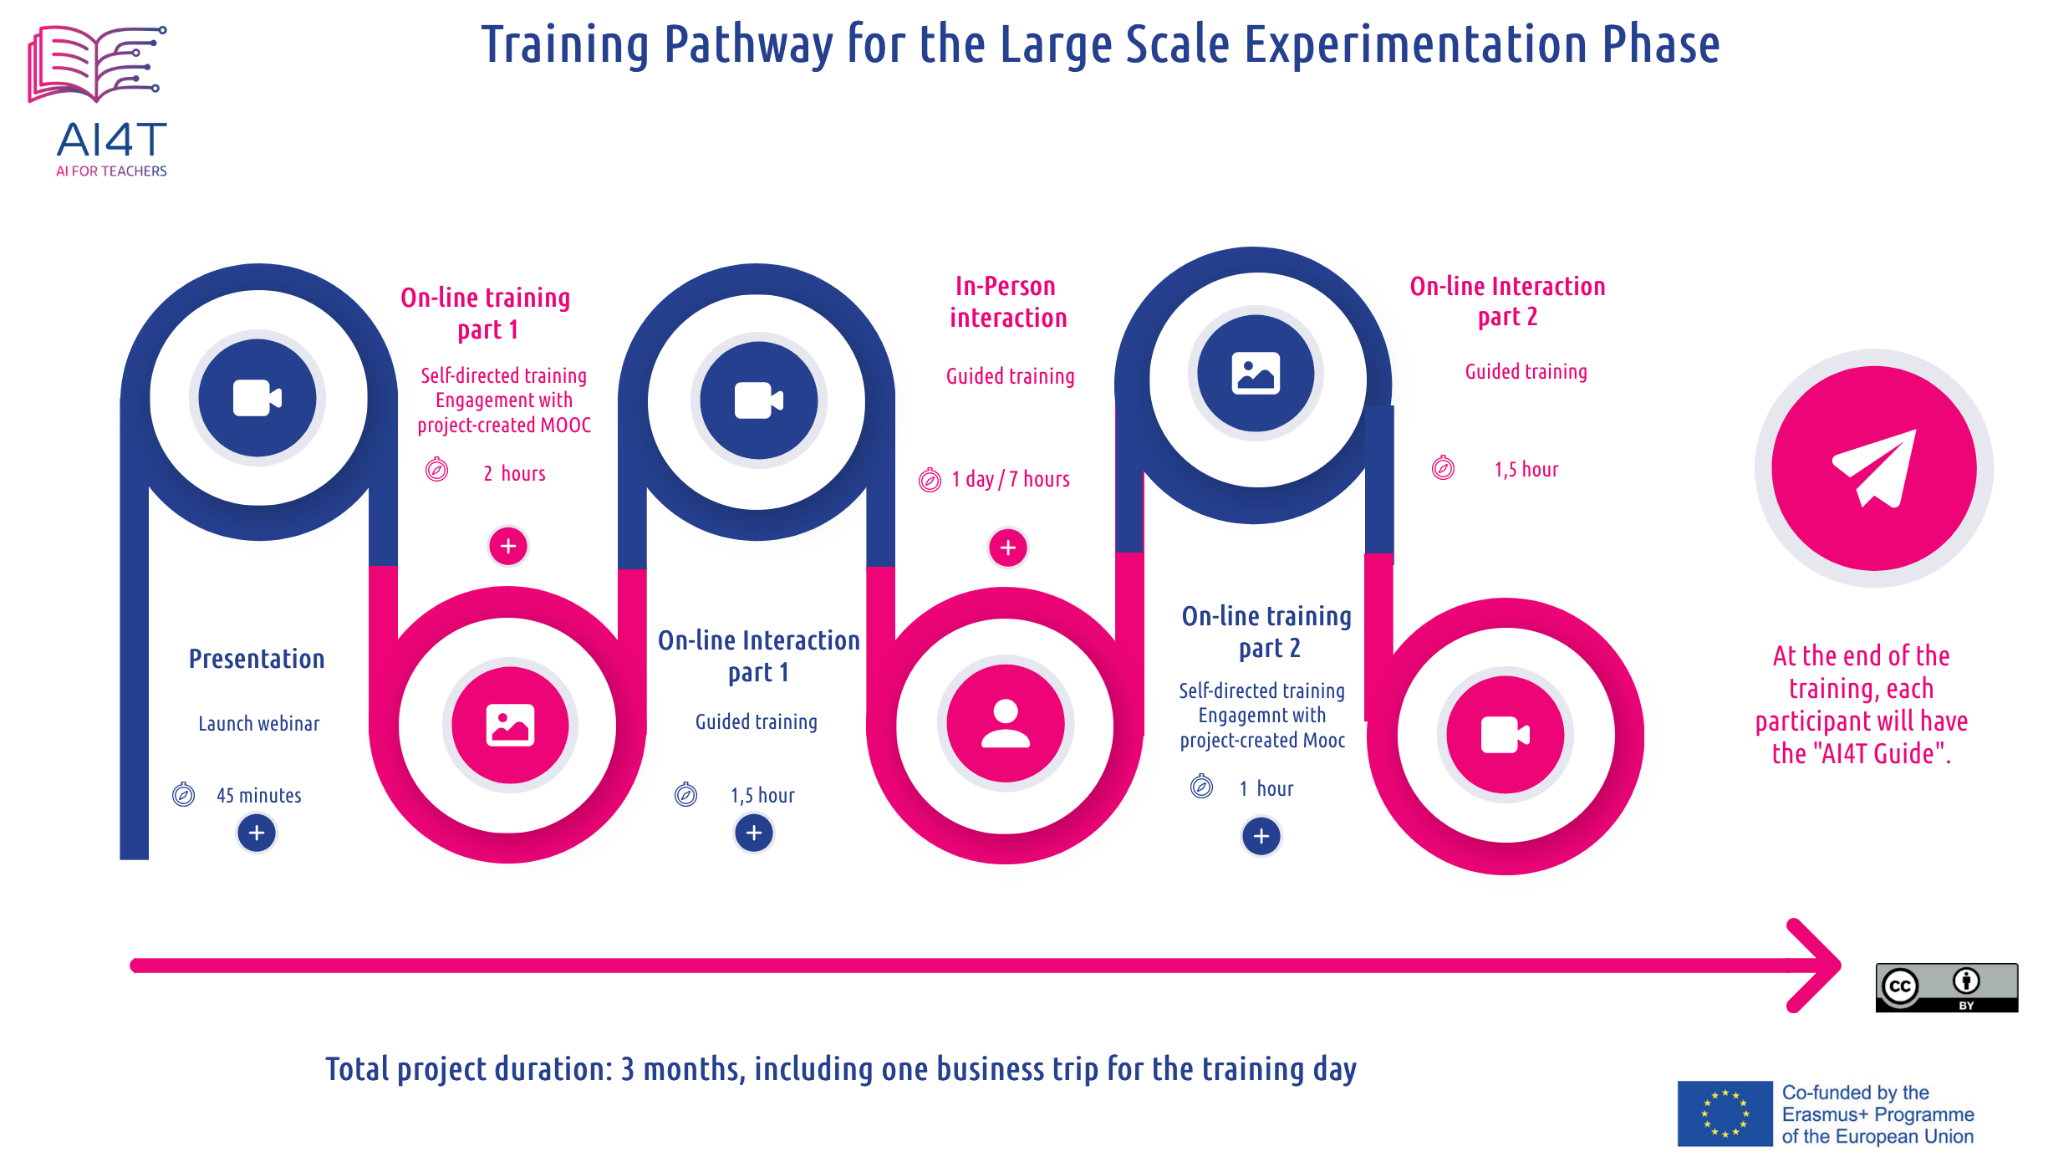 Training Pathway for the Large Scale Experimentation Phase
AI4T
AI FOR TEACHERS
Presentation
Launch webinar
45 minutes
On-line training
part 1
Self-directed training
Engagement with
project-created MOOC
2 hours
On-line Interaction
part 1
Guided training
1,5 hour
In-Person
interaction
Guided training
1 day / 7 hours
On-line training
part 2
Self-directed training
Engagemnt with
project-created Mooc
1 hour
On-line Interaction
part 2
Guided training
1,5 hour
At the end of the
training, each
participant will have
the "AI4T Guide".
cc
BY
Total project duration: 3 months, including one business trip for the training day
Co-funded by the
Erasmus+ Programme
of the European Union